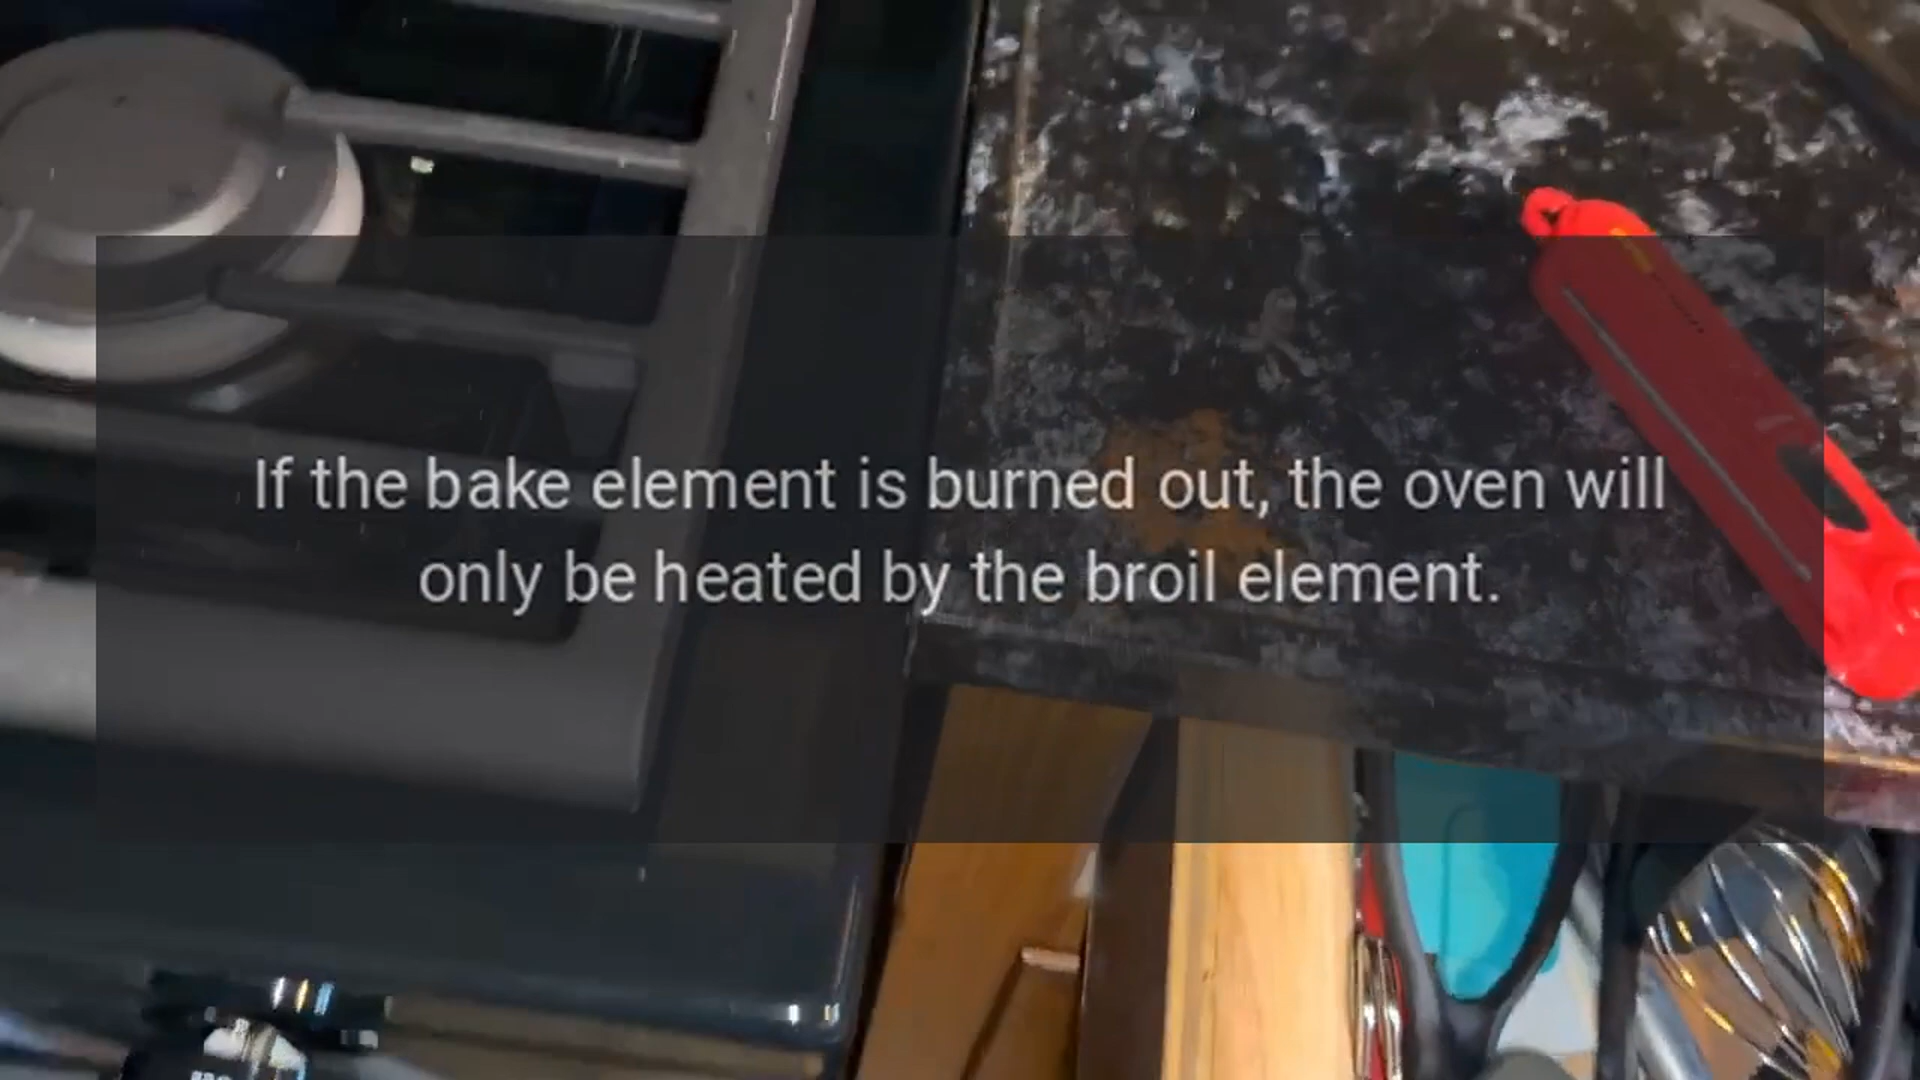 If the bake element is burned out, the oven will
only be heated by the broil element.